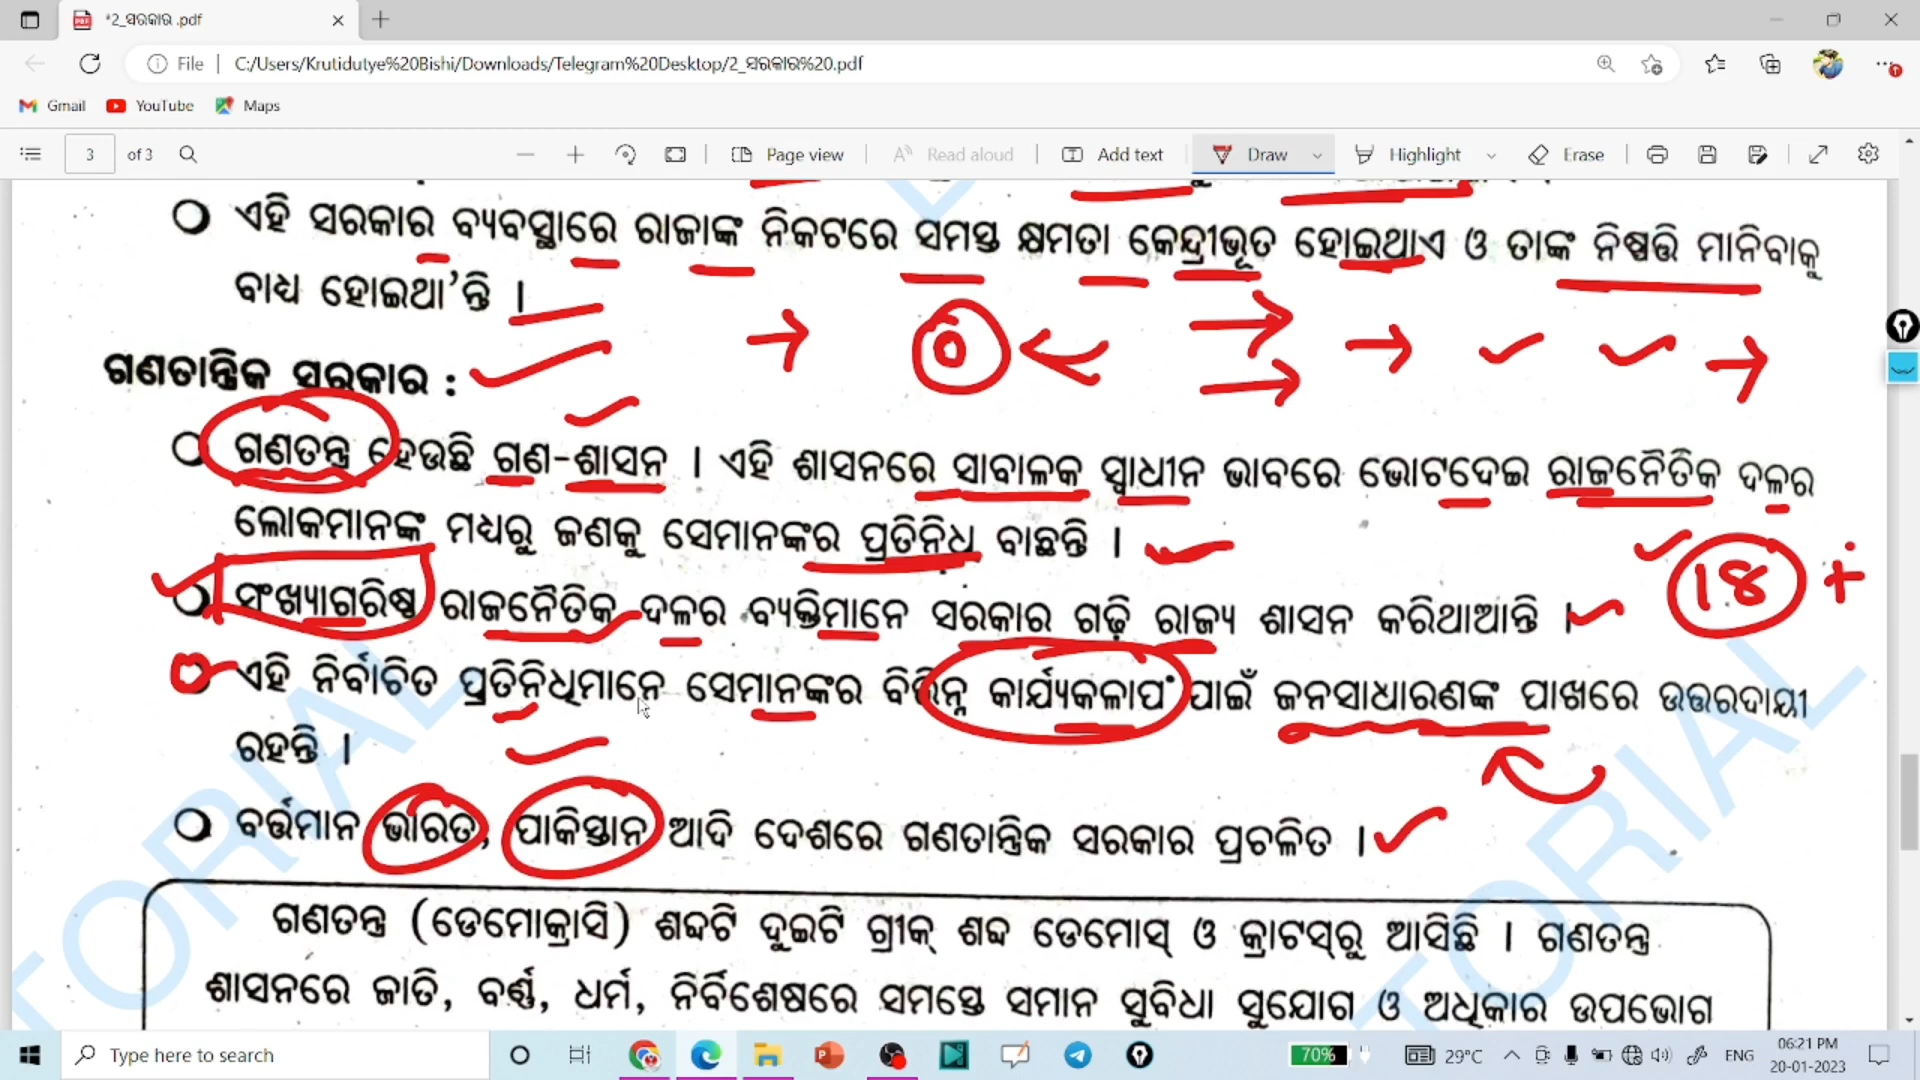 *2_ସରକାର .pdf
File | C:/Users/Krutidutye%20Bishi/Downloads/Telegram%20Desktop/2_ସରକାର%20.pdf
Gmail YouTube Maps
3 of 3 Page view Read aloud Add text Draw Highlight Erase
ଏହି ସରକାର ବ୍ୟବସ୍ଥାରେ ରାଜାଙ୍କ ନିକଟରେ ସମସ୍ତ କ୍ଷମତା କେନ୍ଦ୍ରୀଭୂତ ହୋଇଥାଏ ଓ ତାଙ୍କ ନିଷ୍ପତ୍ତି ମାନିବାକୁ
ବାଧ୍ୟ ହୋଇଥା'ନ୍ତି ।
ଗଣତାନ୍ତ୍ରିକ ସରକାର :
ଗଣତନ୍ତ୍ର ହେଉଛି ଗଣ-ଶାସନ । ଏହି ଶାସନରେ ସାବାଳକ ସ୍ୱାଧୀନ ଭାବରେ ଭୋଟଦେଇ ରାଜନୈତିକ ଦଳର
ଲୋକମାନଙ୍କ ମଧ୍ୟରୁ ଜଣକୁ ସେମାନଙ୍କର ପ୍ରତିନିଧି ବାଛନ୍ତି ।
18 +
ସଂଖ୍ୟାଗରିଷ୍ଠ ରାଜନୈତିକ ଦଳର ବ୍ୟକ୍ତିମାନେ ସରକାର ଗଢ଼ି ରାଜ୍ୟ ଶାସନ କରିଥାଆନ୍ତି ।
ଏହି ନିର୍ବାଚିତ ପ୍ରତିନିଧିମାନେ ସେମାନଙ୍କର ବିଭିନ୍ନ କାର୍ଯ୍ୟକଳାପ ପାଇଁ ଜନସାଧାରଣଙ୍କ ପାଖରେ ଉତ୍ତରଦାୟୀ
ରହନ୍ତି ।
ବର୍ତ୍ତମାନ ଭାରତ, ପାକିସ୍ତାନ ଆଦି ଦେଶରେ ଗଣତାନ୍ତ୍ରିକ ସରକାର ପ୍ରଚଳିତ ।
ଗଣତନ୍ତ୍ର (ଡେମୋକ୍ରାସି) ଶବ୍ଦଟି ଦୁଇଟି ଗ୍ରୀକ୍ ଶବ୍ଦ ଡେମୋସ୍ ଓ କ୍ରାଟସ୍‌ରୁ ଆସିଛି । ଗଣତନ୍ତ୍ର
ଶାସନରେ ଜାତି, ବର୍ଣ୍ଣ, ଧର୍ମ, ନିର୍ବିଶେଷରେ ସମସ୍ତେ ସମାନ ସୁବିଧା ସୁଯୋଗ ଓ ଅଧିକାର ଉପଭୋଗ
TORIAL
Type here to search 70% 29°C ENG 06:21 PM
20-01-2023